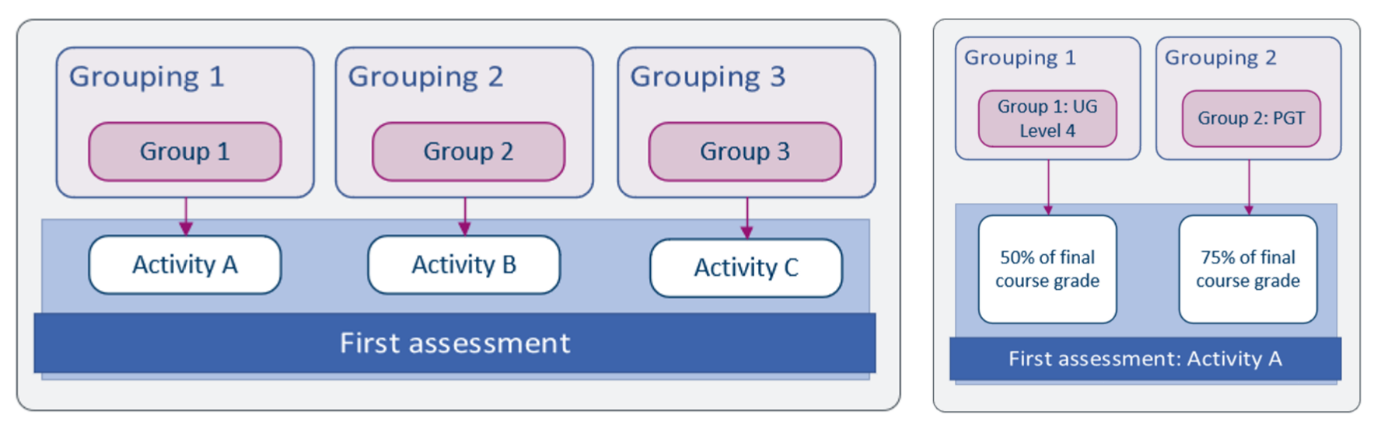 Grouping 1
Grouping 2
Grouping 3
Group 1
Group 2
Group 3
Activity A
Activity B
Activity C
First assessment
Grouping 1
Grouping 2
Group 1: UG
Level 4
Group 2: PGT
50% of final
course grade
75% of final
course grade
First assessment: Activity A